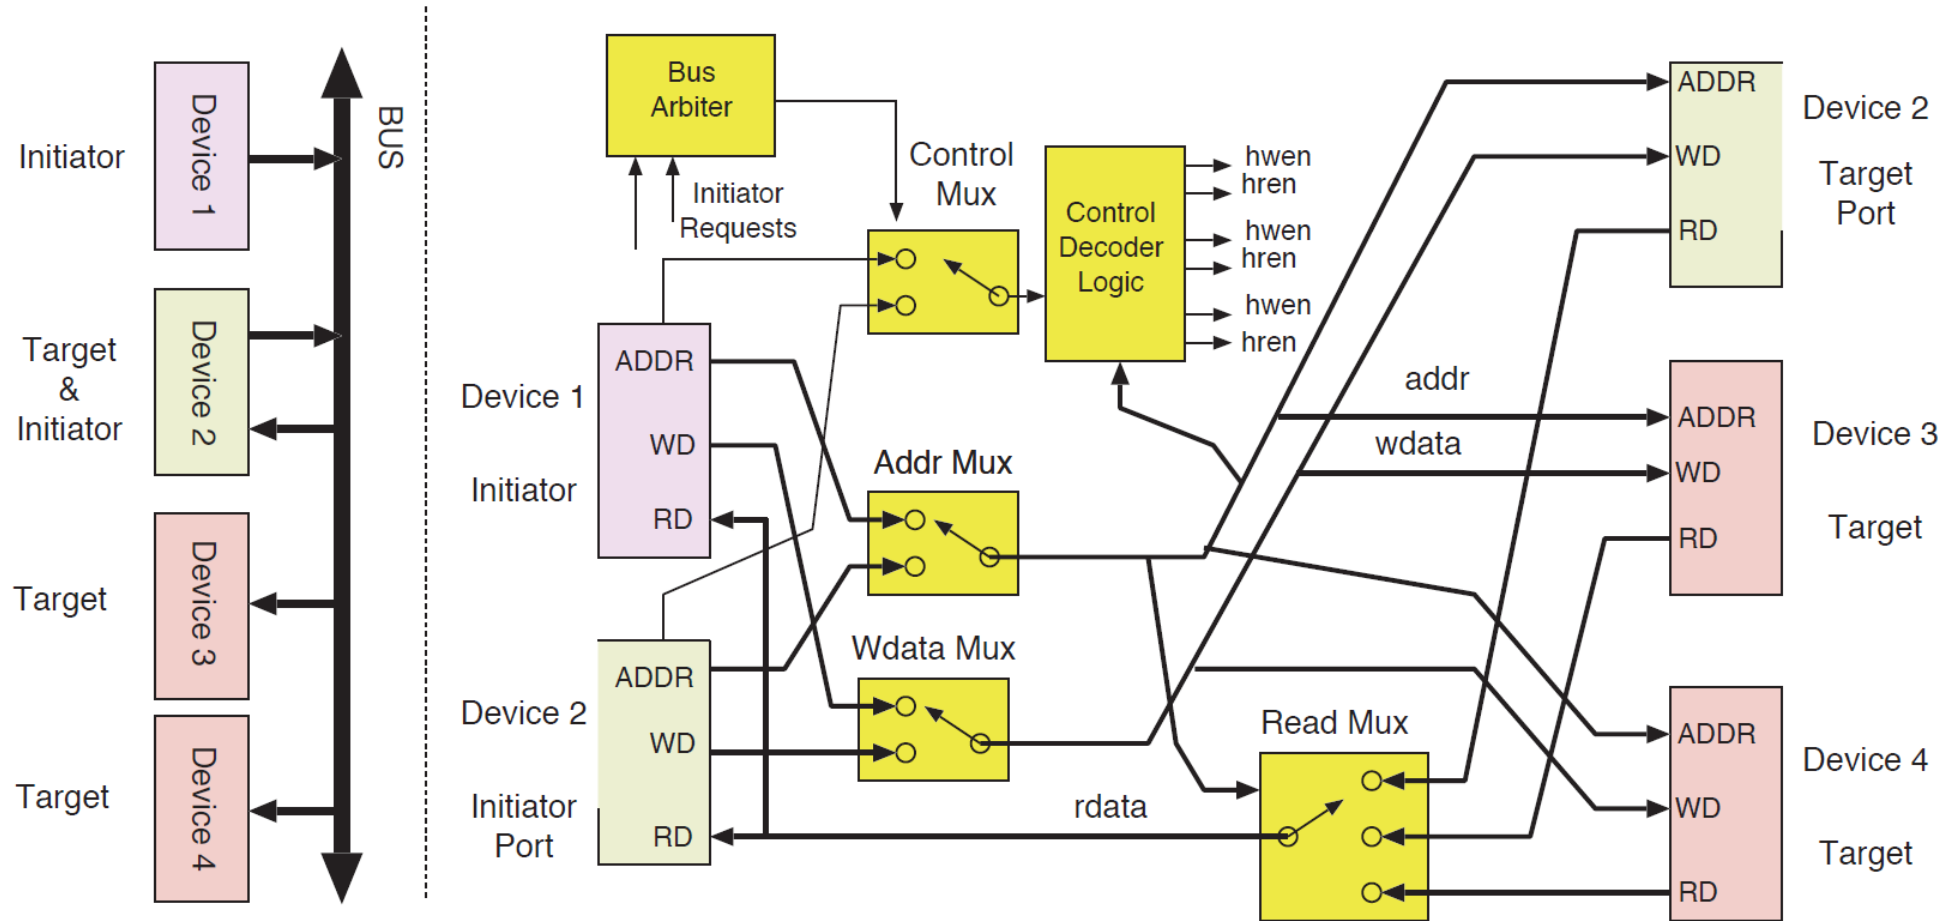 Initiator
Device 1
BUS
Target
&
Initiator
Device 2
Target
Device 3
Target
Device 4
Bus
Arbiter
Initiator
Requests
Control
Mux
Control
Decoder
Logic
hwen
hren
hwen
hren
hwen
hren
Device 1
Initiator
ADDR
WD
RD
Addr Mux
Wdata Mux
Device 2
Initiator
Port
ADDR
WD
RD
rdata
Read Mux
addr
wdata
ADDR
WD
RD
Device 2
Target
Port
ADDR
WD
RD
Device 3
Target
ADDR
WD
RD
Device 4
Target